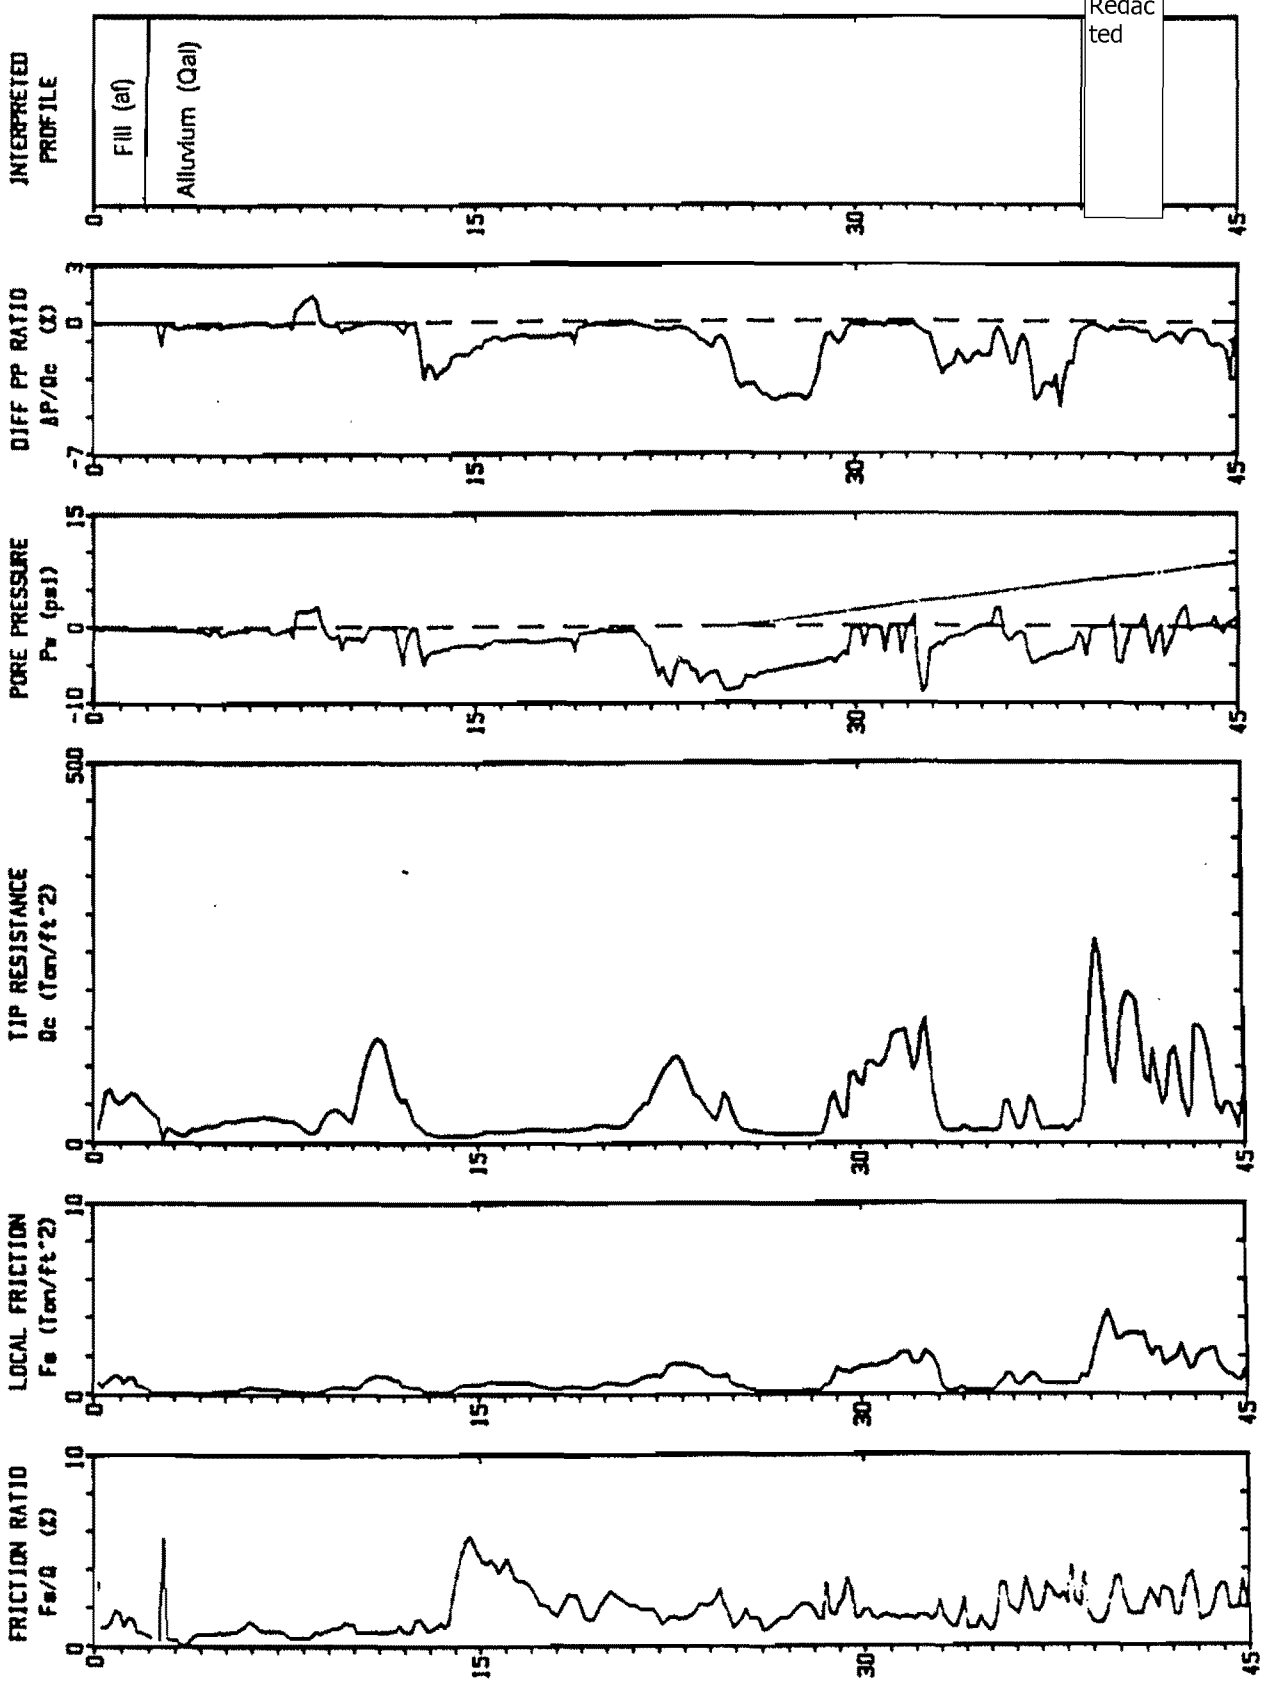 INTERPRETED
PROFILE
Fill (af)
Alluvium (Qal)
Redac
ted
0
15
30
45
DIFF PP RATIO
ΔP/Qc (%)
3
0
-7
0
15
30
45
PORE PRESSURE
Pw (psi)
15
0
-10
0
15
30
45
TIP RESISTANCE
Qc (Ton/ft^2)
500
0
0
15
30
45
LOCAL FRICTION
Fs (Ton/ft^2)
10
0
0
15
30
45
FRICTION RATIO
Fs/Q (%)
10
0
0
15
30
45